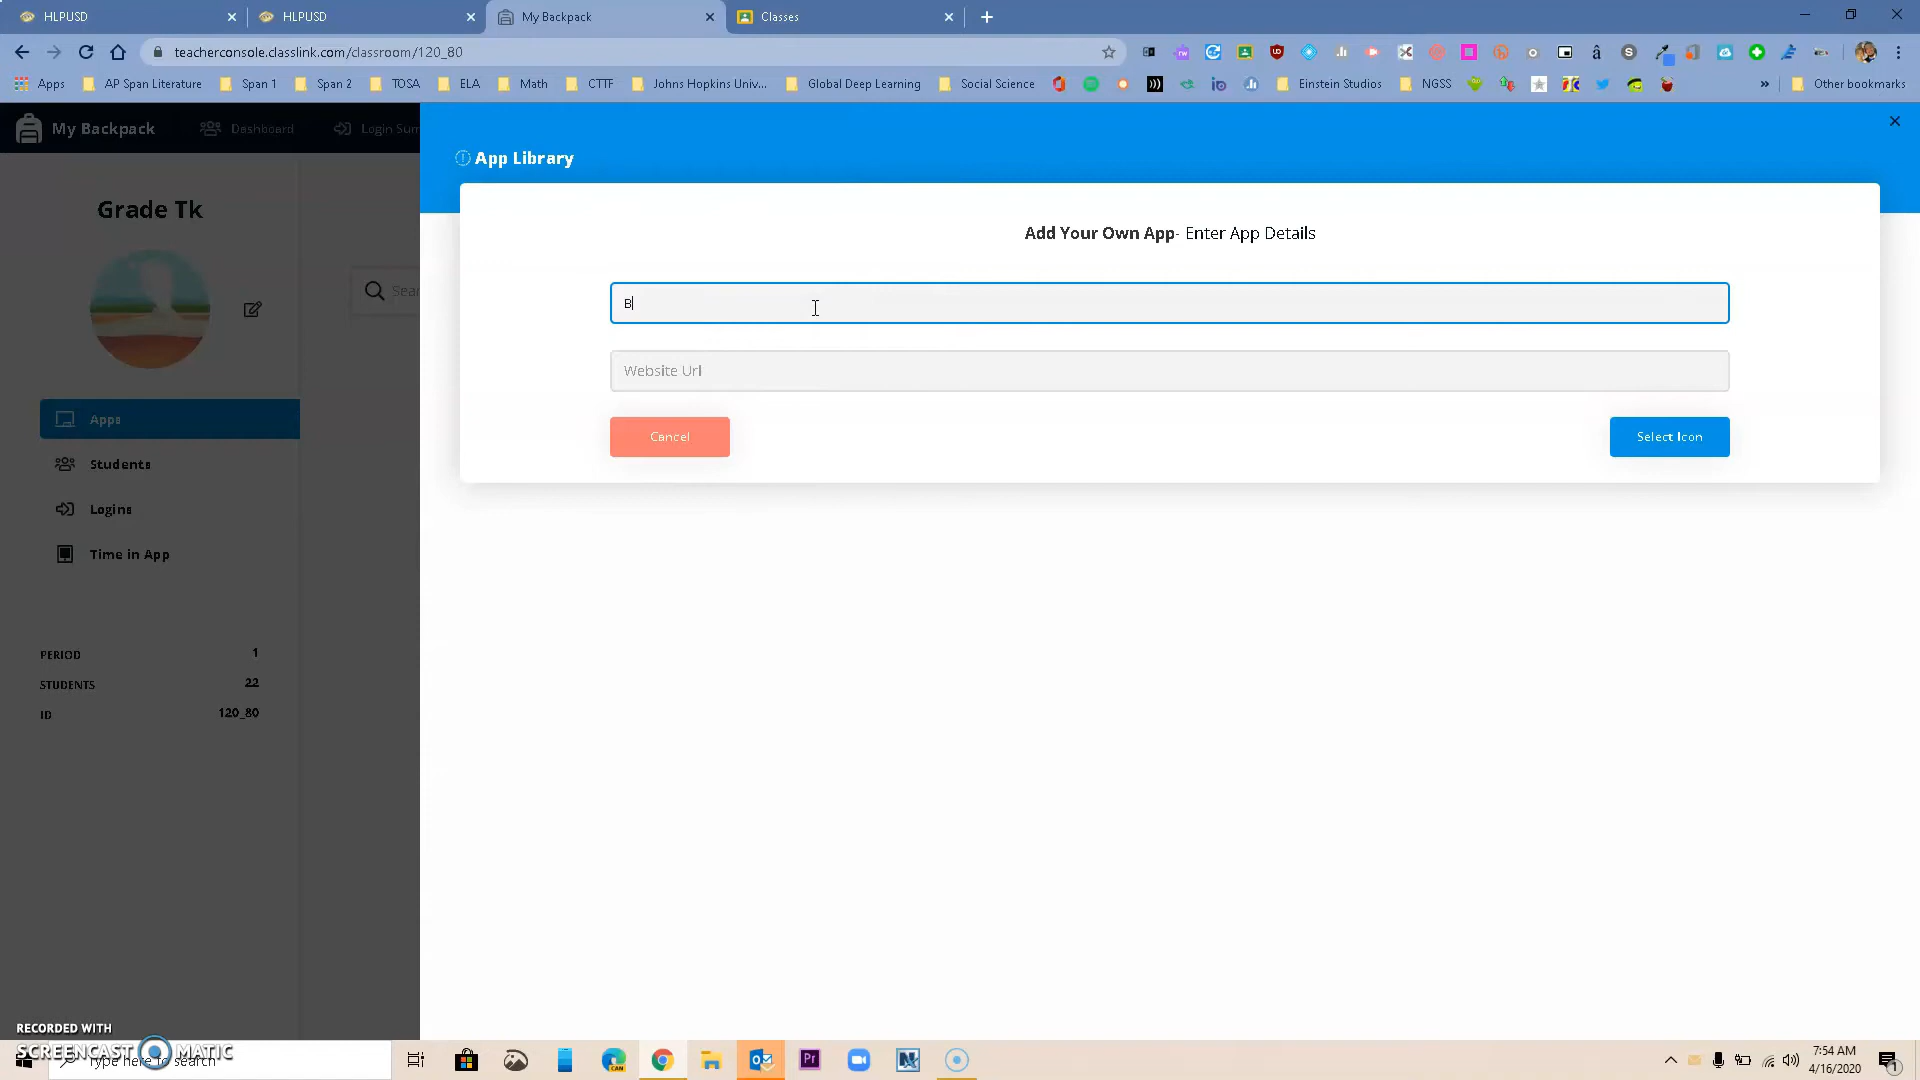 HLPUSD
HLPUSD
My Backpack
Classes
teacherconsole.classlink.com/classroom/120_80
Apps
AP Span Literature
Span 1
Span 2
TOSA
ELA
Math
CTTF
Johns Hopkins Univ...
Global Deep Learning
Social Science
Einstein Studios
NGSS
»
Other bookmarks
My Backpack
Dashboard
Login Sum
App Library
Grade Tk
Add Your Own App- Enter App Details
Sear
B
Website Url
Cancel
Select Icon
Apps
Students
Logins
Time in App
PERIOD 1
STUDENTS 22
ID 120_80
RECORDED WITH
SCREENCAST MATIC
Type here to search
7:54 AM
4/16/2020